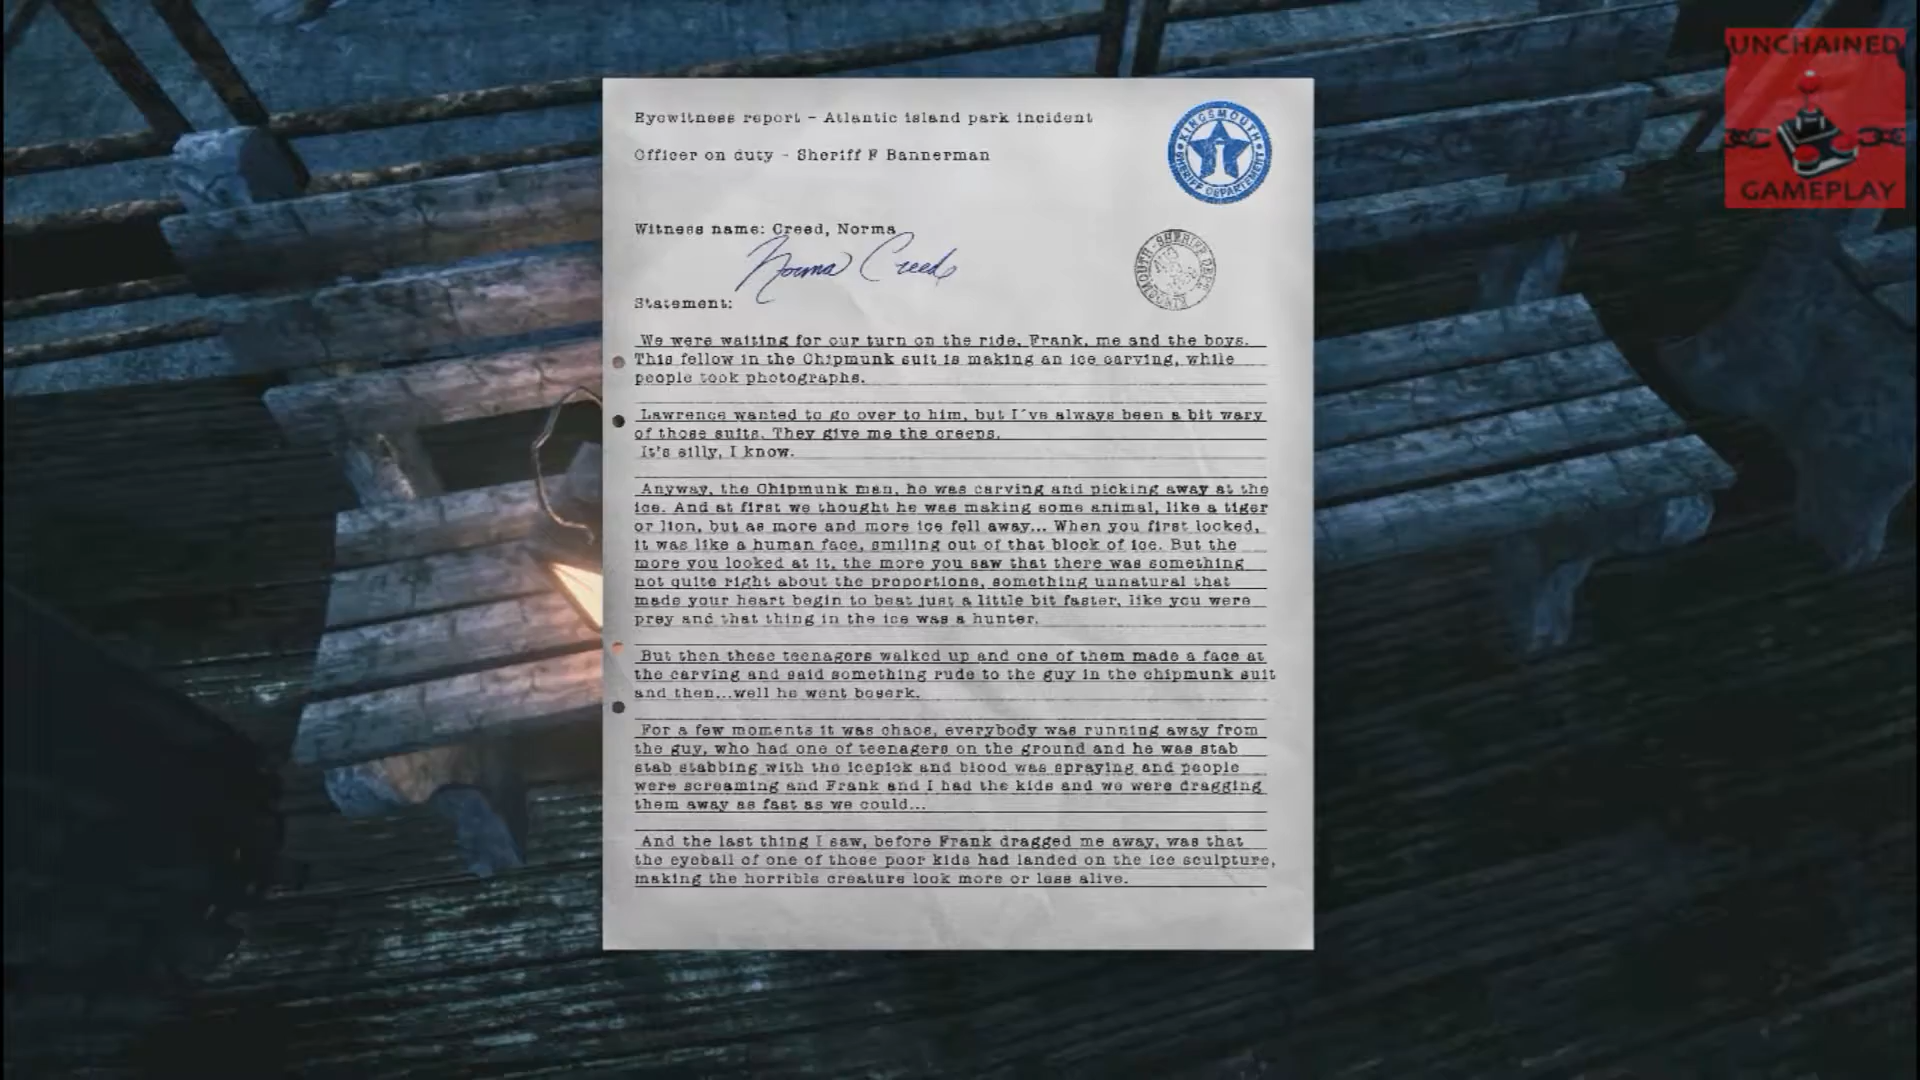 UNCHAINED
GAMEPLAY
Eyewitness report - Atlantic island park incident
Officer on duty - Sheriff F Bannerman
KINGSMOUTH
SHERIFF DEPARTEMENT
Witness name: Creed, Norma
Norma Creed
KINGSMOUTH - SHERIFF DEPT
Statement:
We were waiting for our turn on the ride, Frank, me and the boys.
This fellow in the Chipmunk suit is making an ice carving, while
people took photographs.
Lawrence wanted to go over to him, but I've always been a bit wary
of those suits. They give me the creeps.
It's silly, I know.
Anyway, the Chipmunk man, he was carving and picking away at the
ice. And at first we thought he was making some animal, like a tiger
or lion, but as more and more ice fell away... When you first looked,
it was like a human face, smiling out of that block of ice. But the
more you looked at it, the more you saw that there was something
not quite right about the proportions, something unnatural that
made your heart begin to beat just a little bit faster, like you were
prey and that thing in the ice was a hunter.
But then these teenagers walked up and one of them made a face at
the carving and said something rude to the guy in the chipmunk suit
and then...well he went beserk.
For a few moments it was chaos, everybody was running away from
the guy, who had one of teenagers on the ground and he was stab
stab stabbing with the icepick and blood was spraying and people
were screaming and Frank and I had the kids and we were dragging
them away as fast as we could...
And the last thing I saw, before Frank dragged me away, was that
the eyeball of one of those poor kids had landed on the ice sculpture,
making the horrible creature look more or less alive.